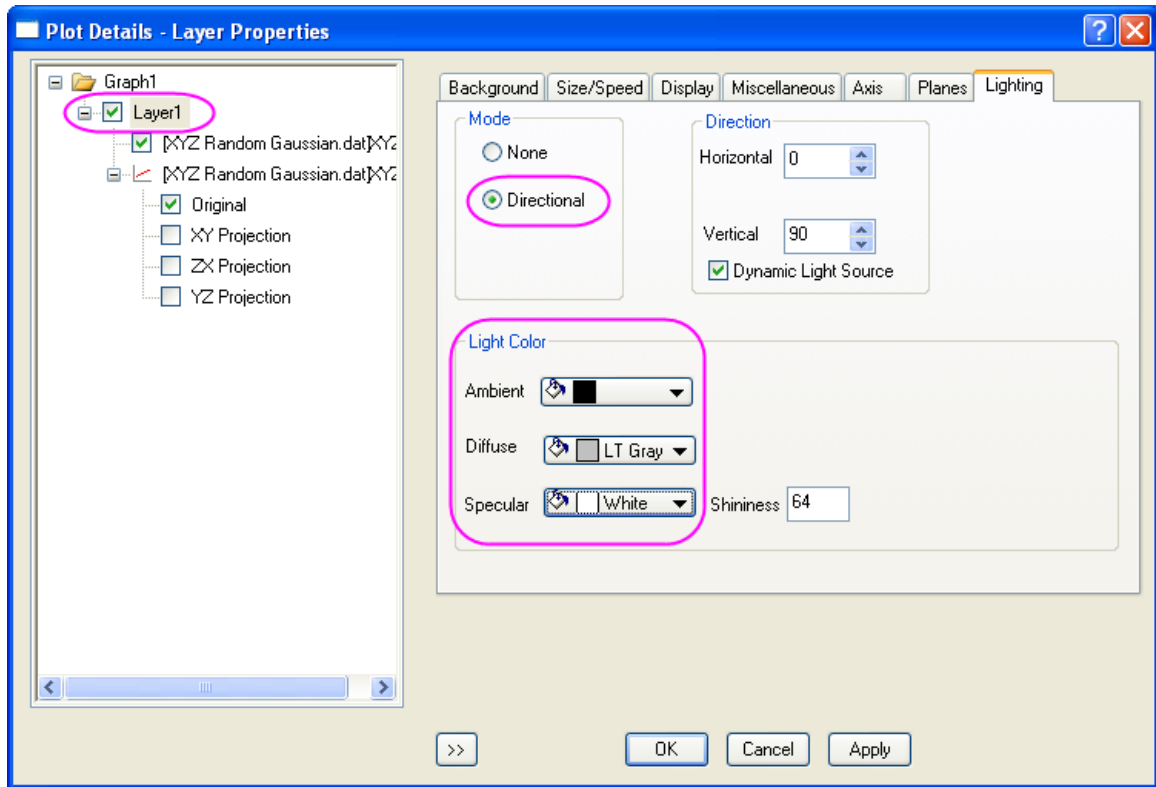 Plot Details - Layer Properties
Graph1
Layer1
[XYZ Random Gaussian.dat]XYZ
[XYZ Random Gaussian.dat]XYZ
Original
XY Projection
ZX Projection
YZ Projection
Background Size/Speed Display Miscellaneous Axis Planes Lighting
Mode
None
Directional
Direction
Horizontal 0
Vertical 90
Dynamic Light Source
Light Color
Ambient
Diffuse LT Gray
Specular White Shininess 64
>> OK Cancel Apply